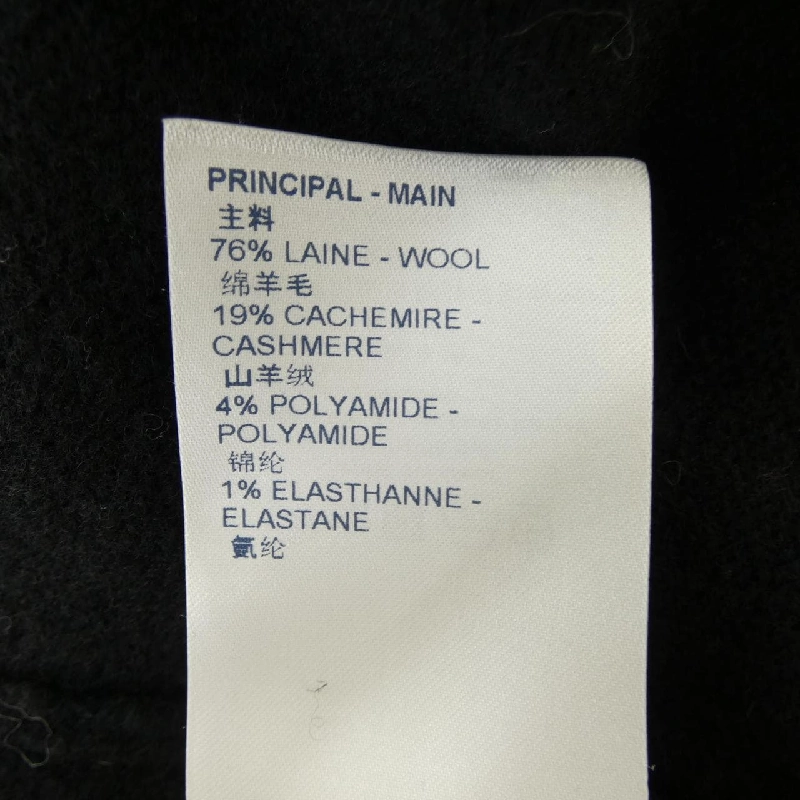 PRINCIPAL - MAIN
主料
76% LAINE - WOOL
绵羊毛
19% CACHEMIRE -
CASHMERE
山羊绒
4% POLYAMIDE -
POLYAMIDE
锦纶
1% ELASTHANNE -
ELASTANE
氨纶